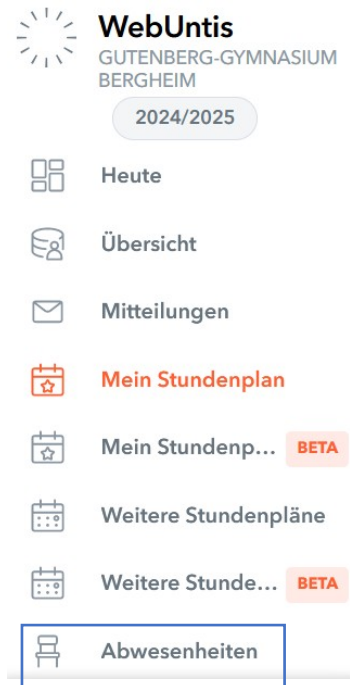 WebUntis
GUTENBERG-GYMNASIUM
BERGHEIM
2024/2025
Heute
Übersicht
Mitteilungen
Mein Stundenplan
Mein Stundenp... BETA
Weitere Stundenpläne
Weitere Stunde... BETA
Abwesenheiten